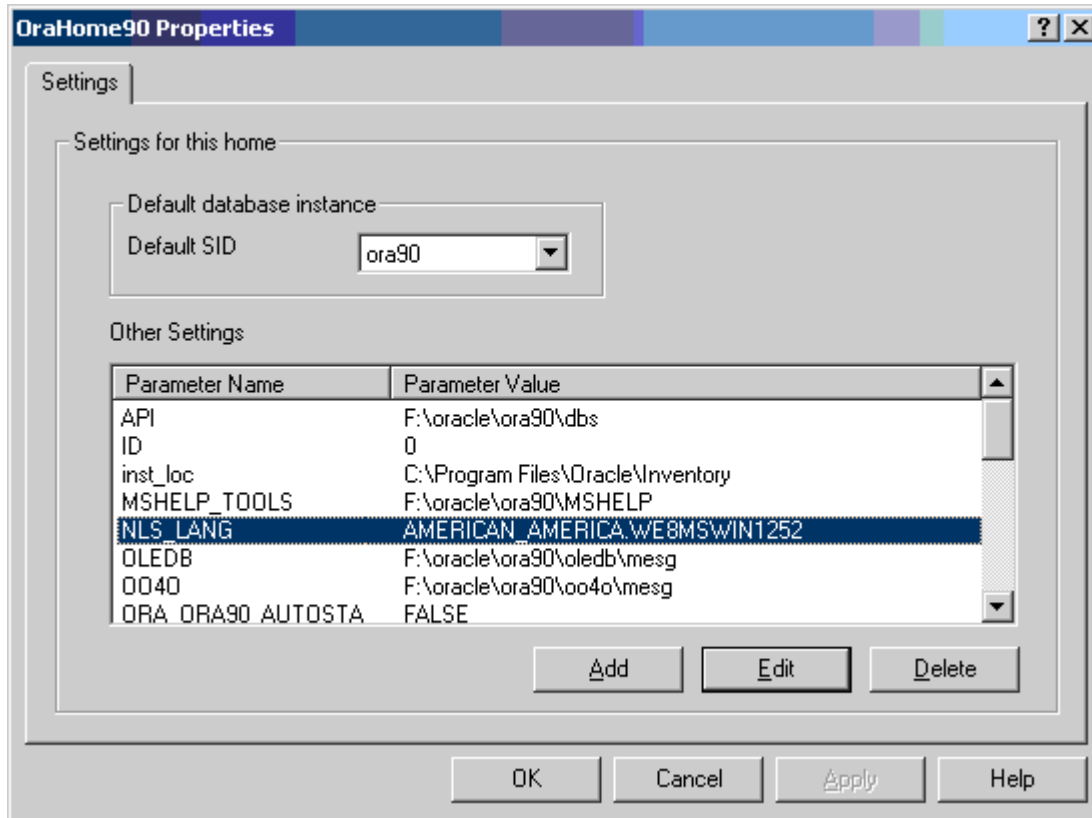 OraHome90 Properties
Settings
Settings for this home
Default database instance
Default SID ora90
Other Settings
Parameter Name Parameter Value
API F:\oracle\ora90\dbs
ID 0
inst_loc C:\Program Files\Oracle\Inventory
MSHELP_TOOLS F:\oracle\ora90\MSHELP
NLS_LANG AMERICAN_AMERICA.WE8MSWIN1252
OLEDB F:\oracle\ora90\oledb\mesg
OO4O F:\oracle\ora90\oo4o\mesg
ORA_ORA90_AUTOSTA FALSE
Add Edit Delete
OK Cancel Apply Help